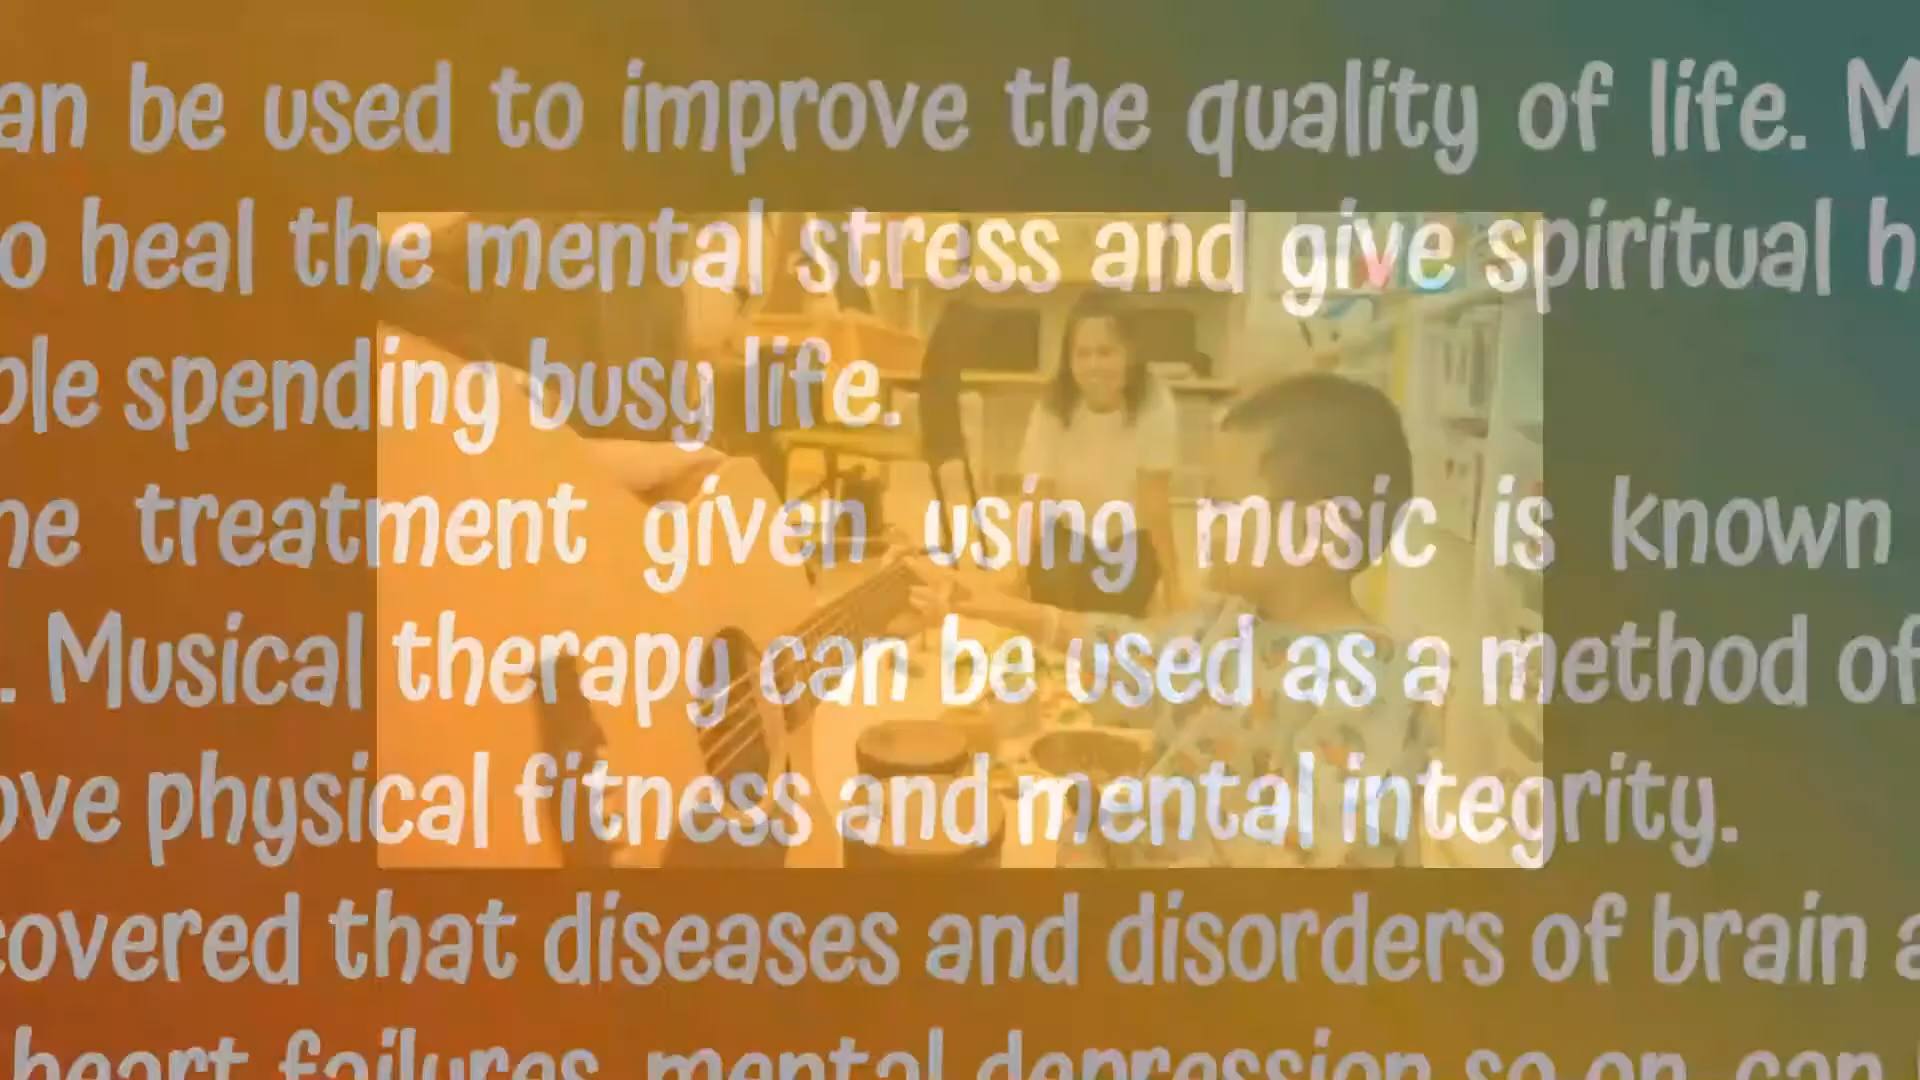 an be used to improve the quality of life. M
o heal the mental stress and give spiritual h
ple spending busy life.
he treatment given using music is known
. Musical therapy can be used as a method of
ove physical fitness and mental integrity.
covered that diseases and disorders of brain a
heart failures, mental depression so on can